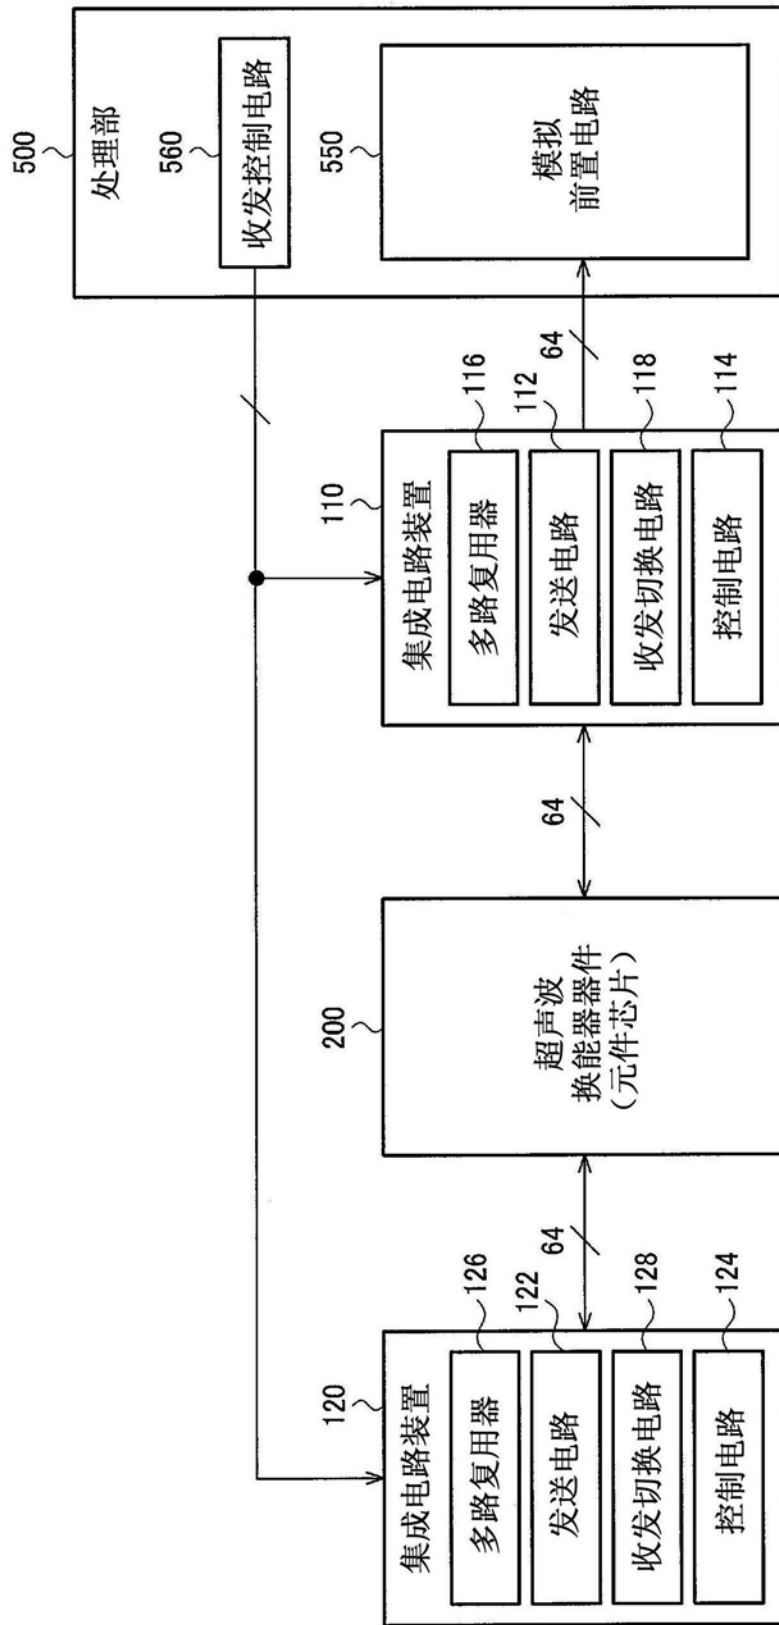 500
处理部
560
收发控制电路
550
模拟
前置电路
64
110
集成电路装置
多路复用器
116
发送电路
112
收发切换电路
118
控制电路
114
64
200
超声波
换能器器件
(元件芯片)
64
120
集成电路装置
多路复用器
126
发送电路
122
收发切换电路
128
控制电路
124